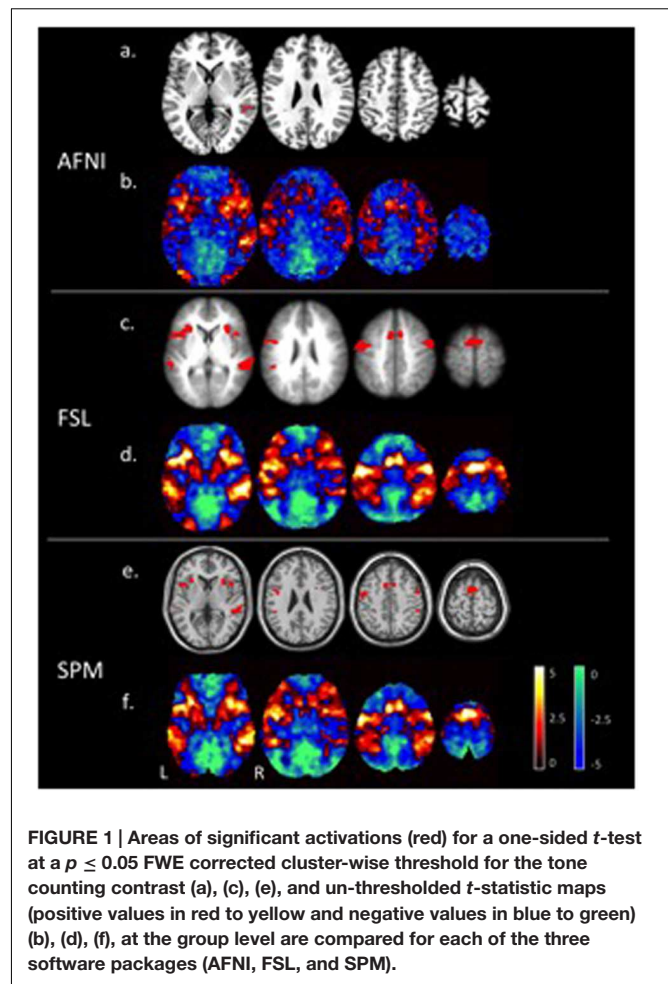 a.
AFNI
b.
c.
FSL
d.
e.
SPM
f.
L R
5 0
2.5 -2.5
0 -5
FIGURE 1 | Areas of significant activations (red) for a one-sided t-test
at a p ≤ 0.05 FWE corrected cluster-wise threshold for the tone
counting contrast (a), (c), (e), and un-thresholded t-statistic maps
(positive values in red to yellow and negative values in blue to green)
(b), (d), (f), at the group level are compared for each of the three
software packages (AFNI, FSL, and SPM).